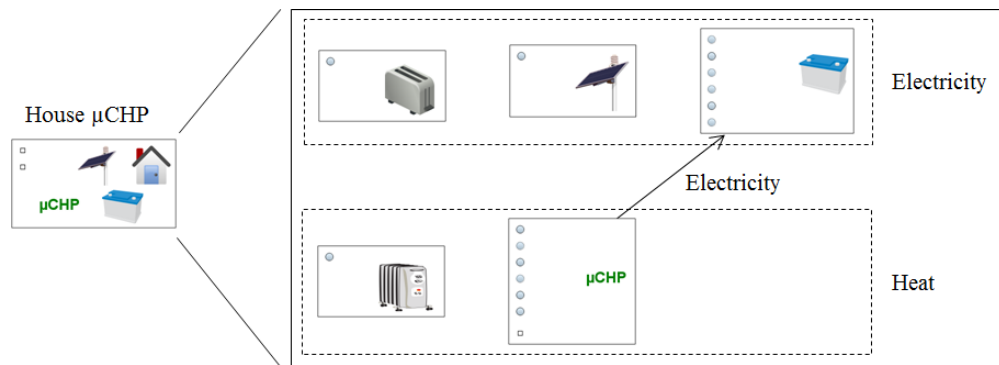 Electricity
House µCHP
µCHP
Electricity
µCHP
Heat